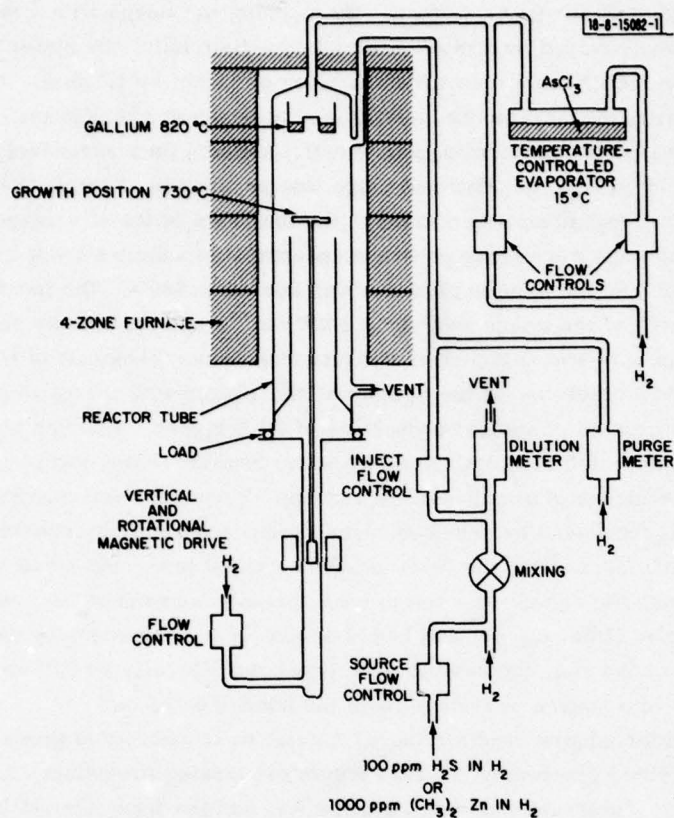 18-8-15082-1
AsCl3
GALLIUM 820°C
TEMPERATURE-
CONTROLLED
EVAPORATOR
15°C
GROWTH POSITION 730°C
FLOW
CONTROLS
4-ZONE FURNACE
H2
VENT
VENT
REACTOR TUBE
LOAD
INJECT
FLOW
CONTROL
DILUTION
METER
PURGE
METER
VERTICAL
AND
ROTATIONAL
MAGNETIC DRIVE
H2
H2
MIXING
FLOW
CONTROL
SOURCE
FLOW
CONTROL
H2
100 ppm H2S IN H2
OR
1000 ppm (CH3)2 Zn IN H2